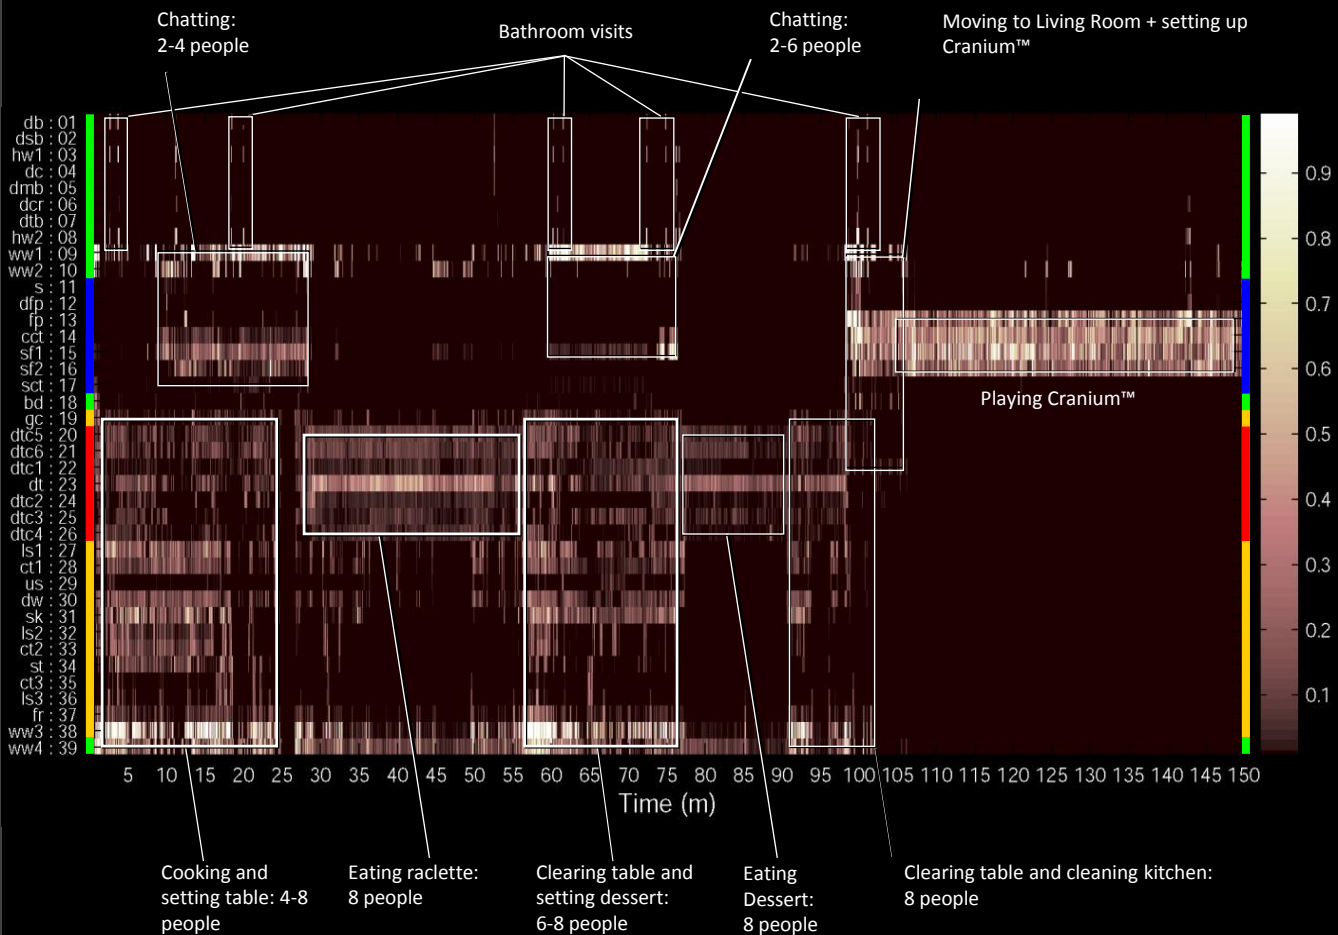 Chatting:
2-4 people
Bathroom visits
Chatting:
2-6 people
Moving to Living Room + setting up
Cranium™
db : 01
dsb : 02
hw1 : 03
dc : 04
dmb : 05
dcr : 06
dtb : 07
hw2 : 08
ww1 : 09
ww2 : 10
s : 11
dfp : 12
fp : 13
cct : 14
sf1 : 15
sf2 : 16
sct : 17
bd : 18
gc : 19
dtc5 : 20
dtc6 : 21
dtc1 : 22
dt : 23
dtc2 : 24
dtc3 : 25
dtc4 : 26
ls1 : 27
ct1 : 28
us : 29
dw : 30
sk : 31
ls2 : 32
ct2 : 33
st : 34
ct3 : 35
ls3 : 36
fr : 37
ww3 : 38
ww4 : 39
0.9
0.8
0.7
0.6
0.5
0.4
0.3
0.2
0.1
Playing Cranium™
5 10 15 20 25 30 35 40 45 50 55 60 65 70 75 80 85 90 95 100 105 110 115 120 125 130 135 140 145 150
Time (m)
Cooking and
setting table: 4-8
people
Eating raclette:
8 people
Clearing table and
setting dessert:
6-8 people
Eating
Dessert:
8 people
Clearing table and cleaning kitchen:
8 people